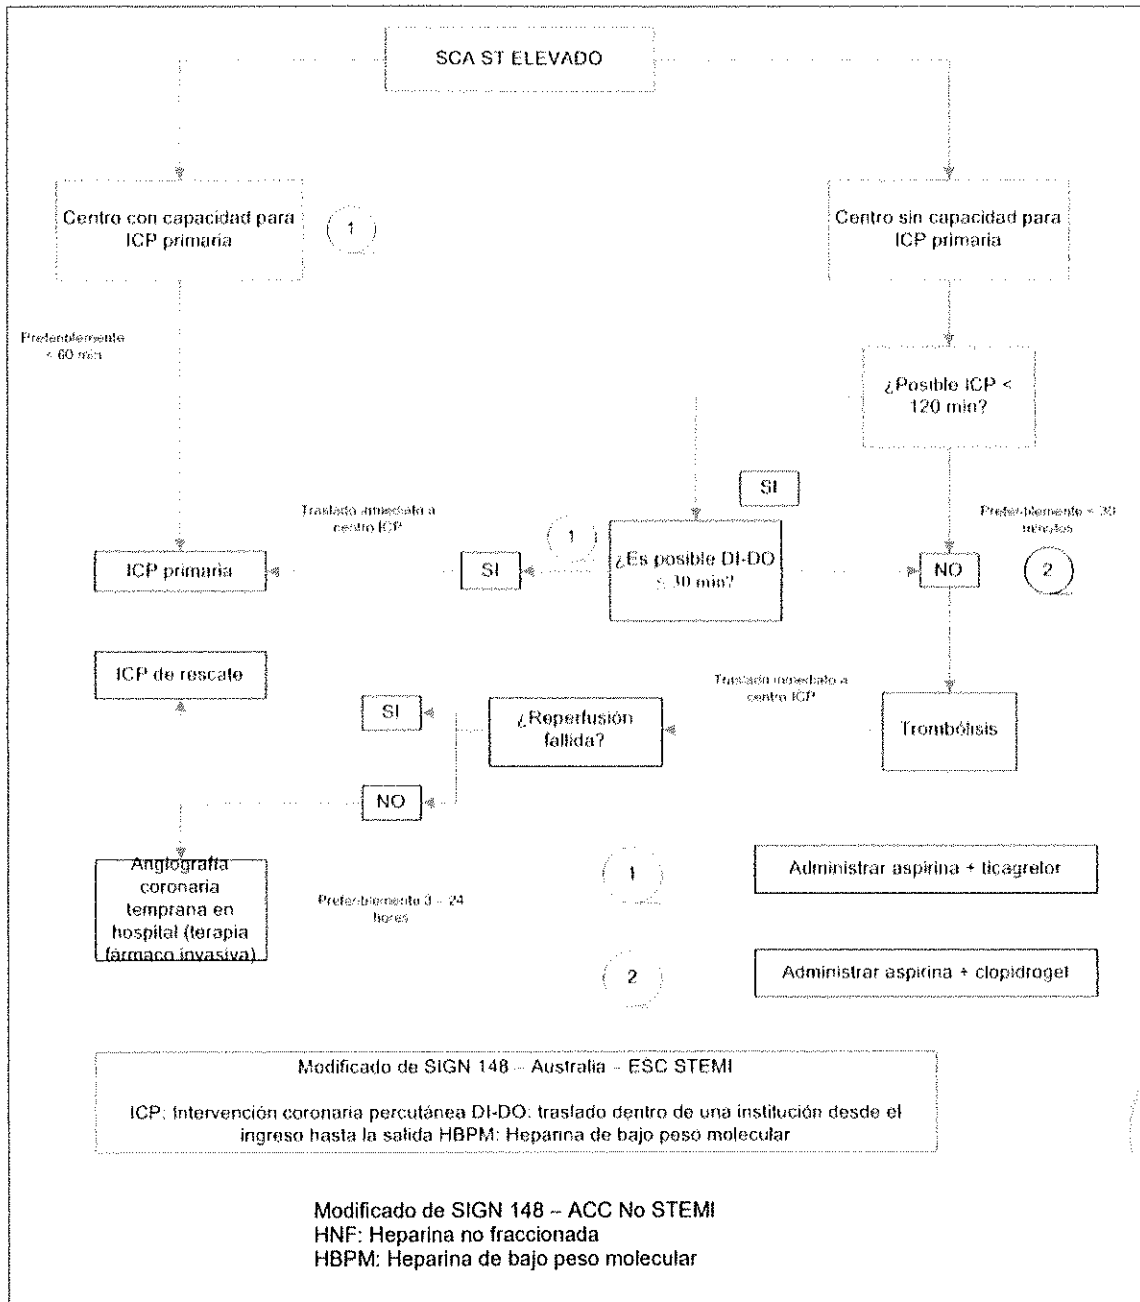 SCA ST ELEVADO
Centro con capacidad para
ICP primaria
1
Centro sin capacidad para
ICP primaria
Preferiblemente
< 60 min
¿Posible ICP <
120 min?
SI
Traslado inmediato a
centro ICP
1
Preferiblemente < 30
minutos
ICP primaria
SI
¿Es posible DI-DO
≤ 30 min?
NO
2
ICP de rescate
Traslado inmediato a
centro ICP
SI
¿Reperfusión
fallida?
Trombólisis
NO
Angiografía
coronaria
temprana en
hospital (terapia
fármaco invasiva)
Preferiblemente 3 – 24
hores
1
Administrar aspirina + ticagrelor
2
Administrar aspirina + clopidrogel
Modificado de SIGN 148 – Australia – ESC STEMI
ICP: Intervención coronaria percutánea DI-DO: traslado dentro de una institución desde el
ingreso hasta la salida HBPM: Heparina de bajo peso molecular
Modificado de SIGN 148 – ACC No STEMI
HNF: Heparina no fraccionada
HBPM: Heparina de bajo peso molecular